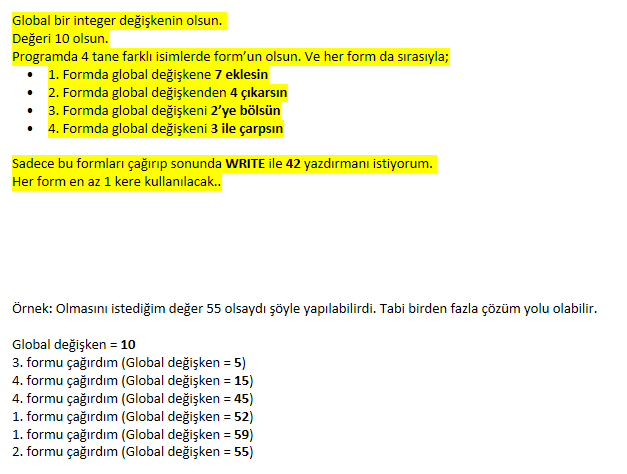 Global bir integer değişkenin olsun.
Değeri 10 olsun.
Programda 4 tane farklı isimlerde form’un olsun. Ve her form da sırasıyla;
• 1. Formda global değişkene 7 eklesin
• 2. Formda global değişkenden 4 çıkarsın
• 3. Formda global değişkeni 2’ye bölsün
• 4. Formda global değişkeni 3 ile çarpsın
Sadece bu formları çağırıp sonunda WRITE ile 42 yazdırmanı istiyorum.
Her form en az 1 kere kullanılacak..
Örnek: Olmasını istediğim değer 55 olsaydı şöyle yapılabilirdi. Tabi birden fazla çözüm yolu olabilir.
Global değişken = 10
3. formu çağırdım (Global değişken = 5)
4. formu çağırdım (Global değişken = 15)
4. formu çağırdım (Global değişken = 45)
1. formu çağırdım (Global değişken = 52)
1. formu çağırdım (Global değişken = 59)
2. formu çağırdım (Global değişken = 55)